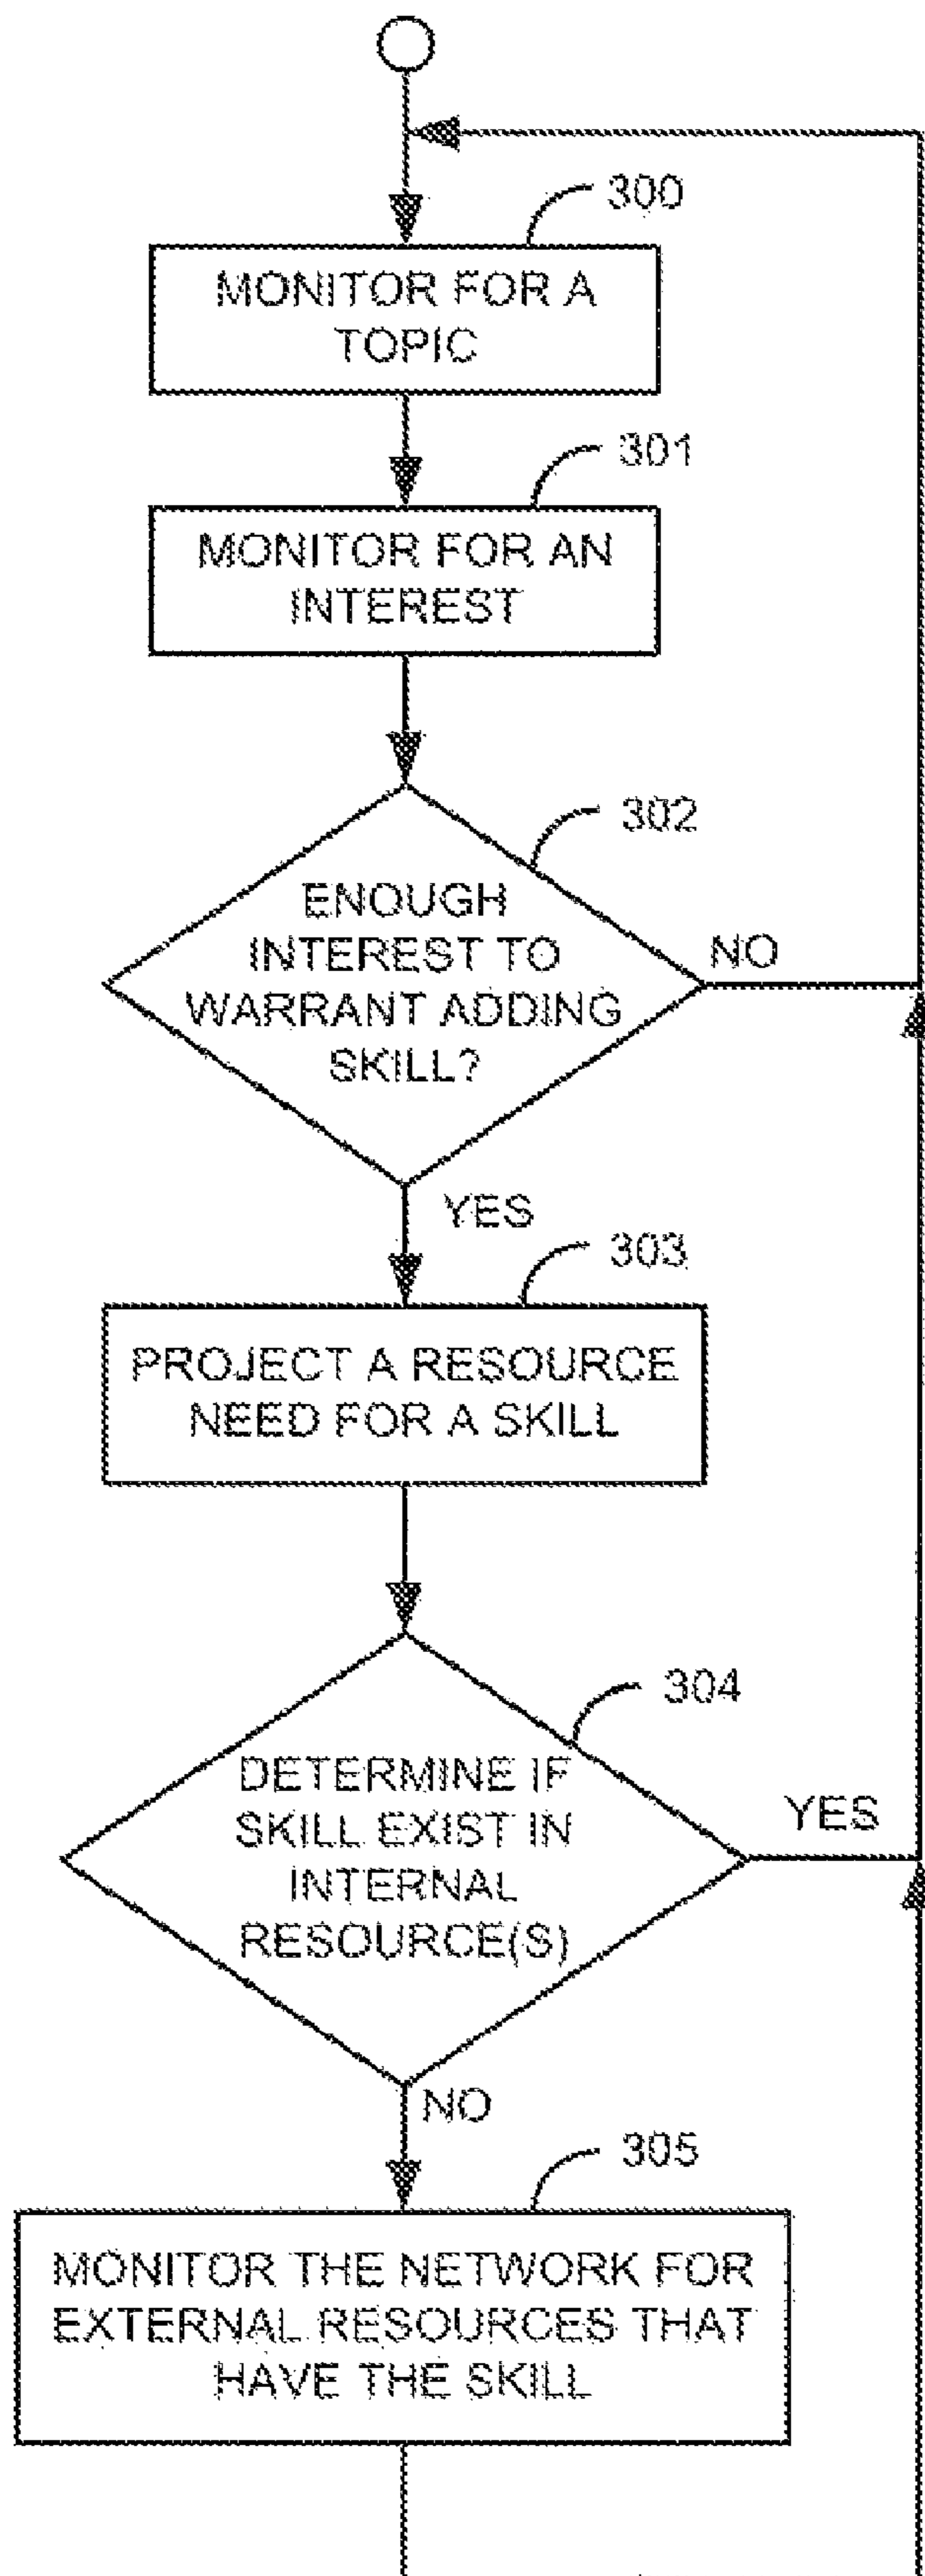 300
MONITOR FOR A
TOPIC
301
MONITOR FOR AN
INTEREST
302
ENOUGH
INTEREST TO
WARRANT ADDING
SKILL?
NO
YES
303
PROJECT A RESOURCE
NEED FOR A SKILL
304
DETERMINE IF
SKILL EXIST IN
INTERNAL
RESOURCE(S)
YES
NO
305
MONITOR THE NETWORK FOR
EXTERNAL RESOURCES THAT
HAVE THE SKILL